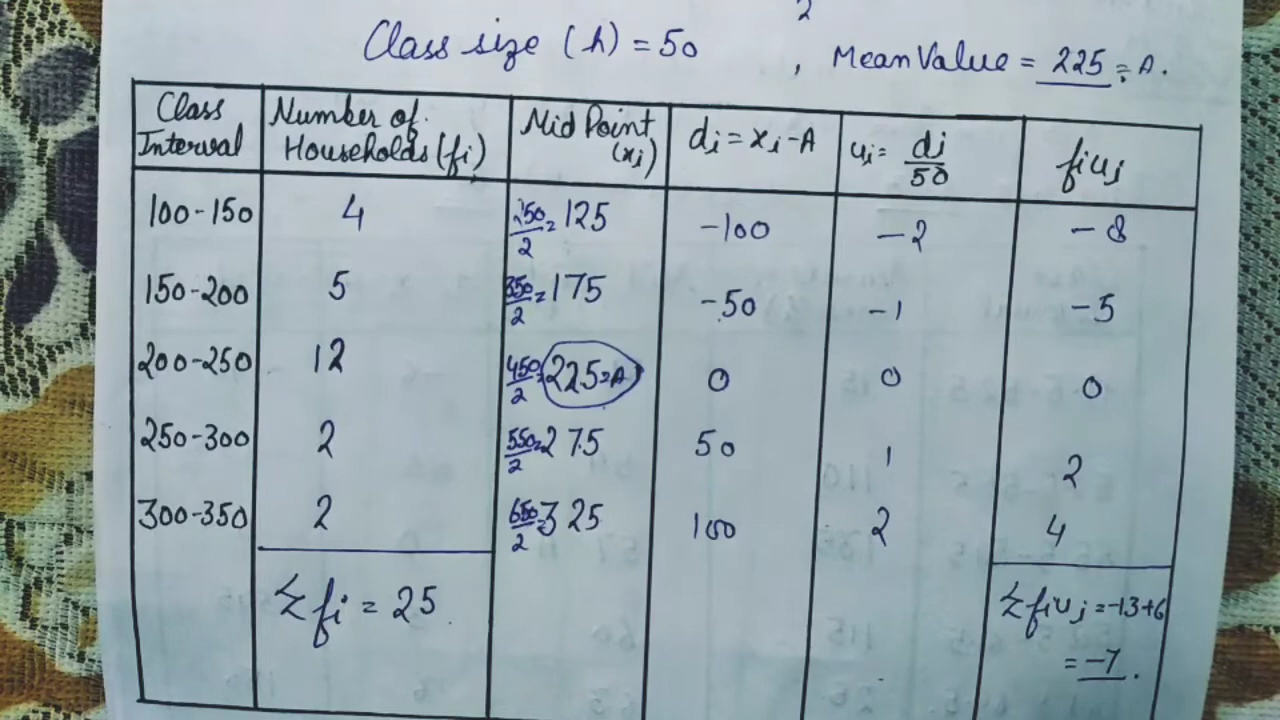 2
Class size (h) = 50 , Mean Value = 225 = A.
Class Interval | Number of Households (fi) | Mid Point (xi) | di = xi - A | ui = di/50 | fiui
100-150 | 4 | 250/2 = 125 | -100 | -2 | -8
150-200 | 5 | 350/2 = 175 | -50 | -1 | -5
200-250 | 12 | 450/2 = 225 = A | 0 | 0 | 0
250-300 | 2 | 550/2 = 275 | 50 | 1 | 2
300-350 | 2 | 650/2 = 325 | 100 | 2 | 4
Σfi = 25 | Σfiui = -13+6
= -7.